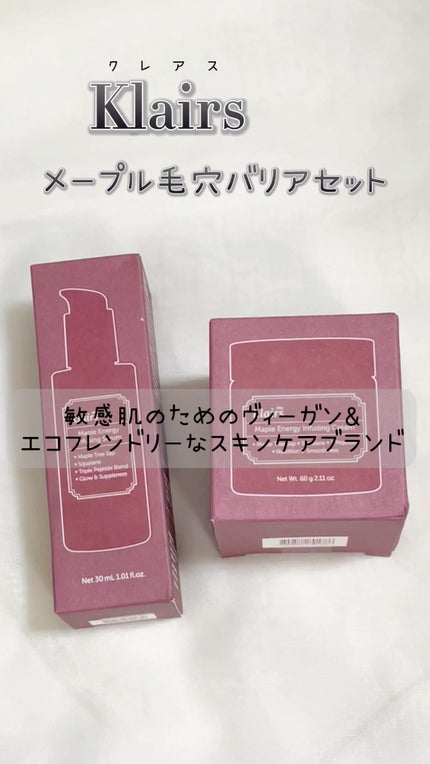 クレアス
Klairs
メープル毛穴バリアセット
敏感肌のためのヴィーガン&
エコフレンドリーなスキンケアブランド
Maple Energy
• Maple Tree Sap
• Squalane
• Triple Peptide Blend
• Glow & Suppleness
Net 30 mL 1.01 fl.oz.
Maple Energy Infusing Cream
Net Wt. 60 g 2.11 oz.